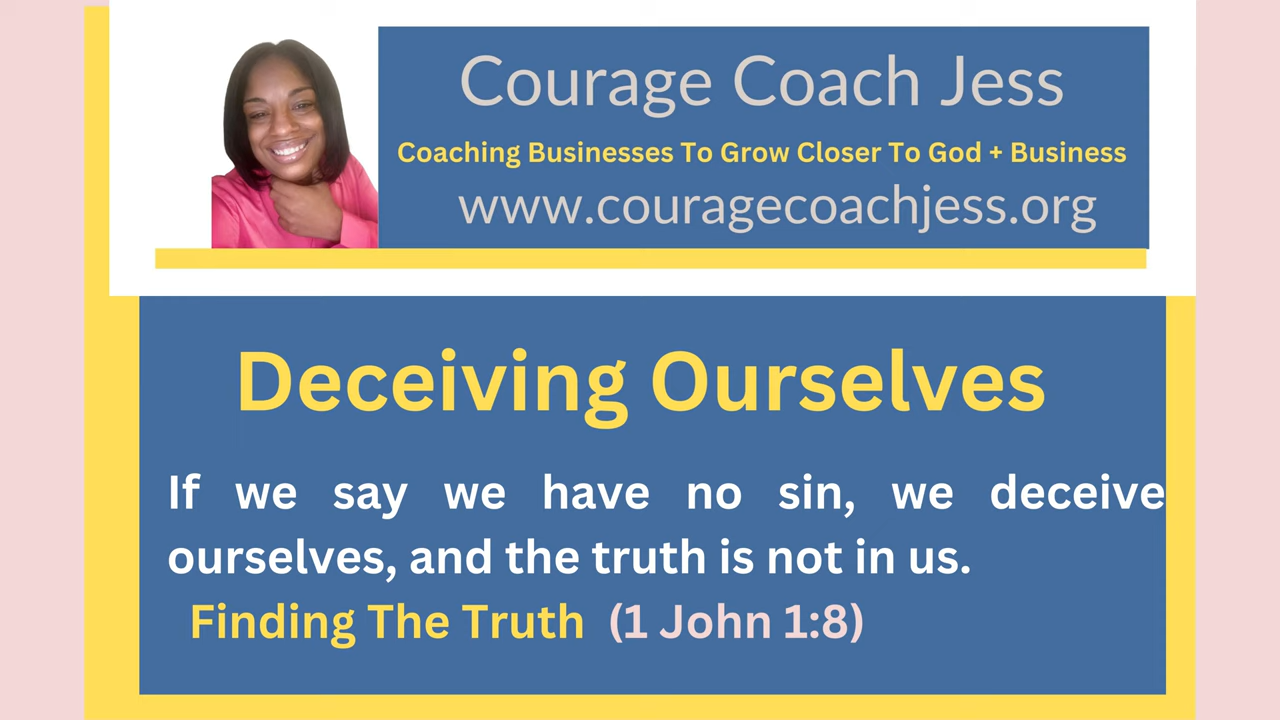 Courage Coach Jess
Coaching Businesses To Grow Closer To God + Business
www.couragecoachjess.org
Deceiving Ourselves
If we say we have no sin, we deceive
ourselves, and the truth is not in us.
Finding The Truth (1 John 1:8)